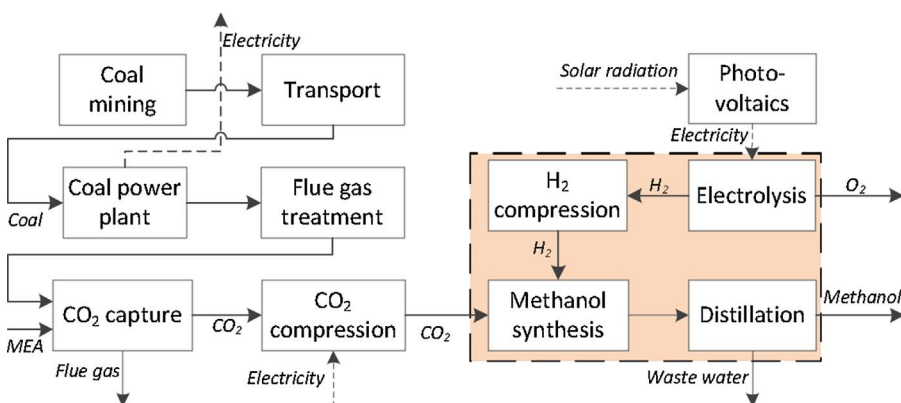 Electricity
Coal
mining
Transport
Solar radiation
Photo-
voltaics
Electricity
Coal power
plant
Coal
Flue gas
treatment
H₂
compression
H₂
Electrolysis
O₂
H₂
CO₂ capture
MEA
CO₂
CO₂
compression
CO₂
Methanol
synthesis
Distillation
Methanol
Flue gas
Electricity
Waste water